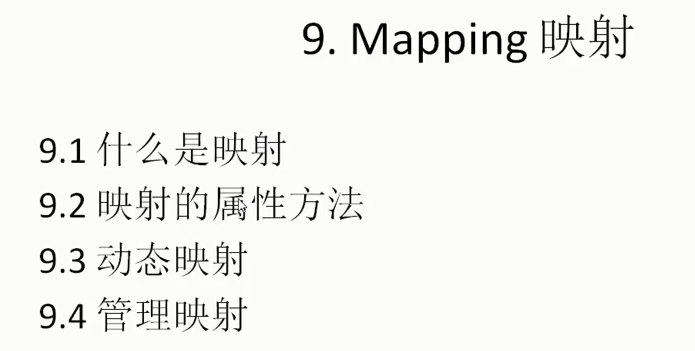 9. Mapping 映射
9.1 什么是映射
9.2 映射的属性方法
9.3 动态映射
9.4 管理映射